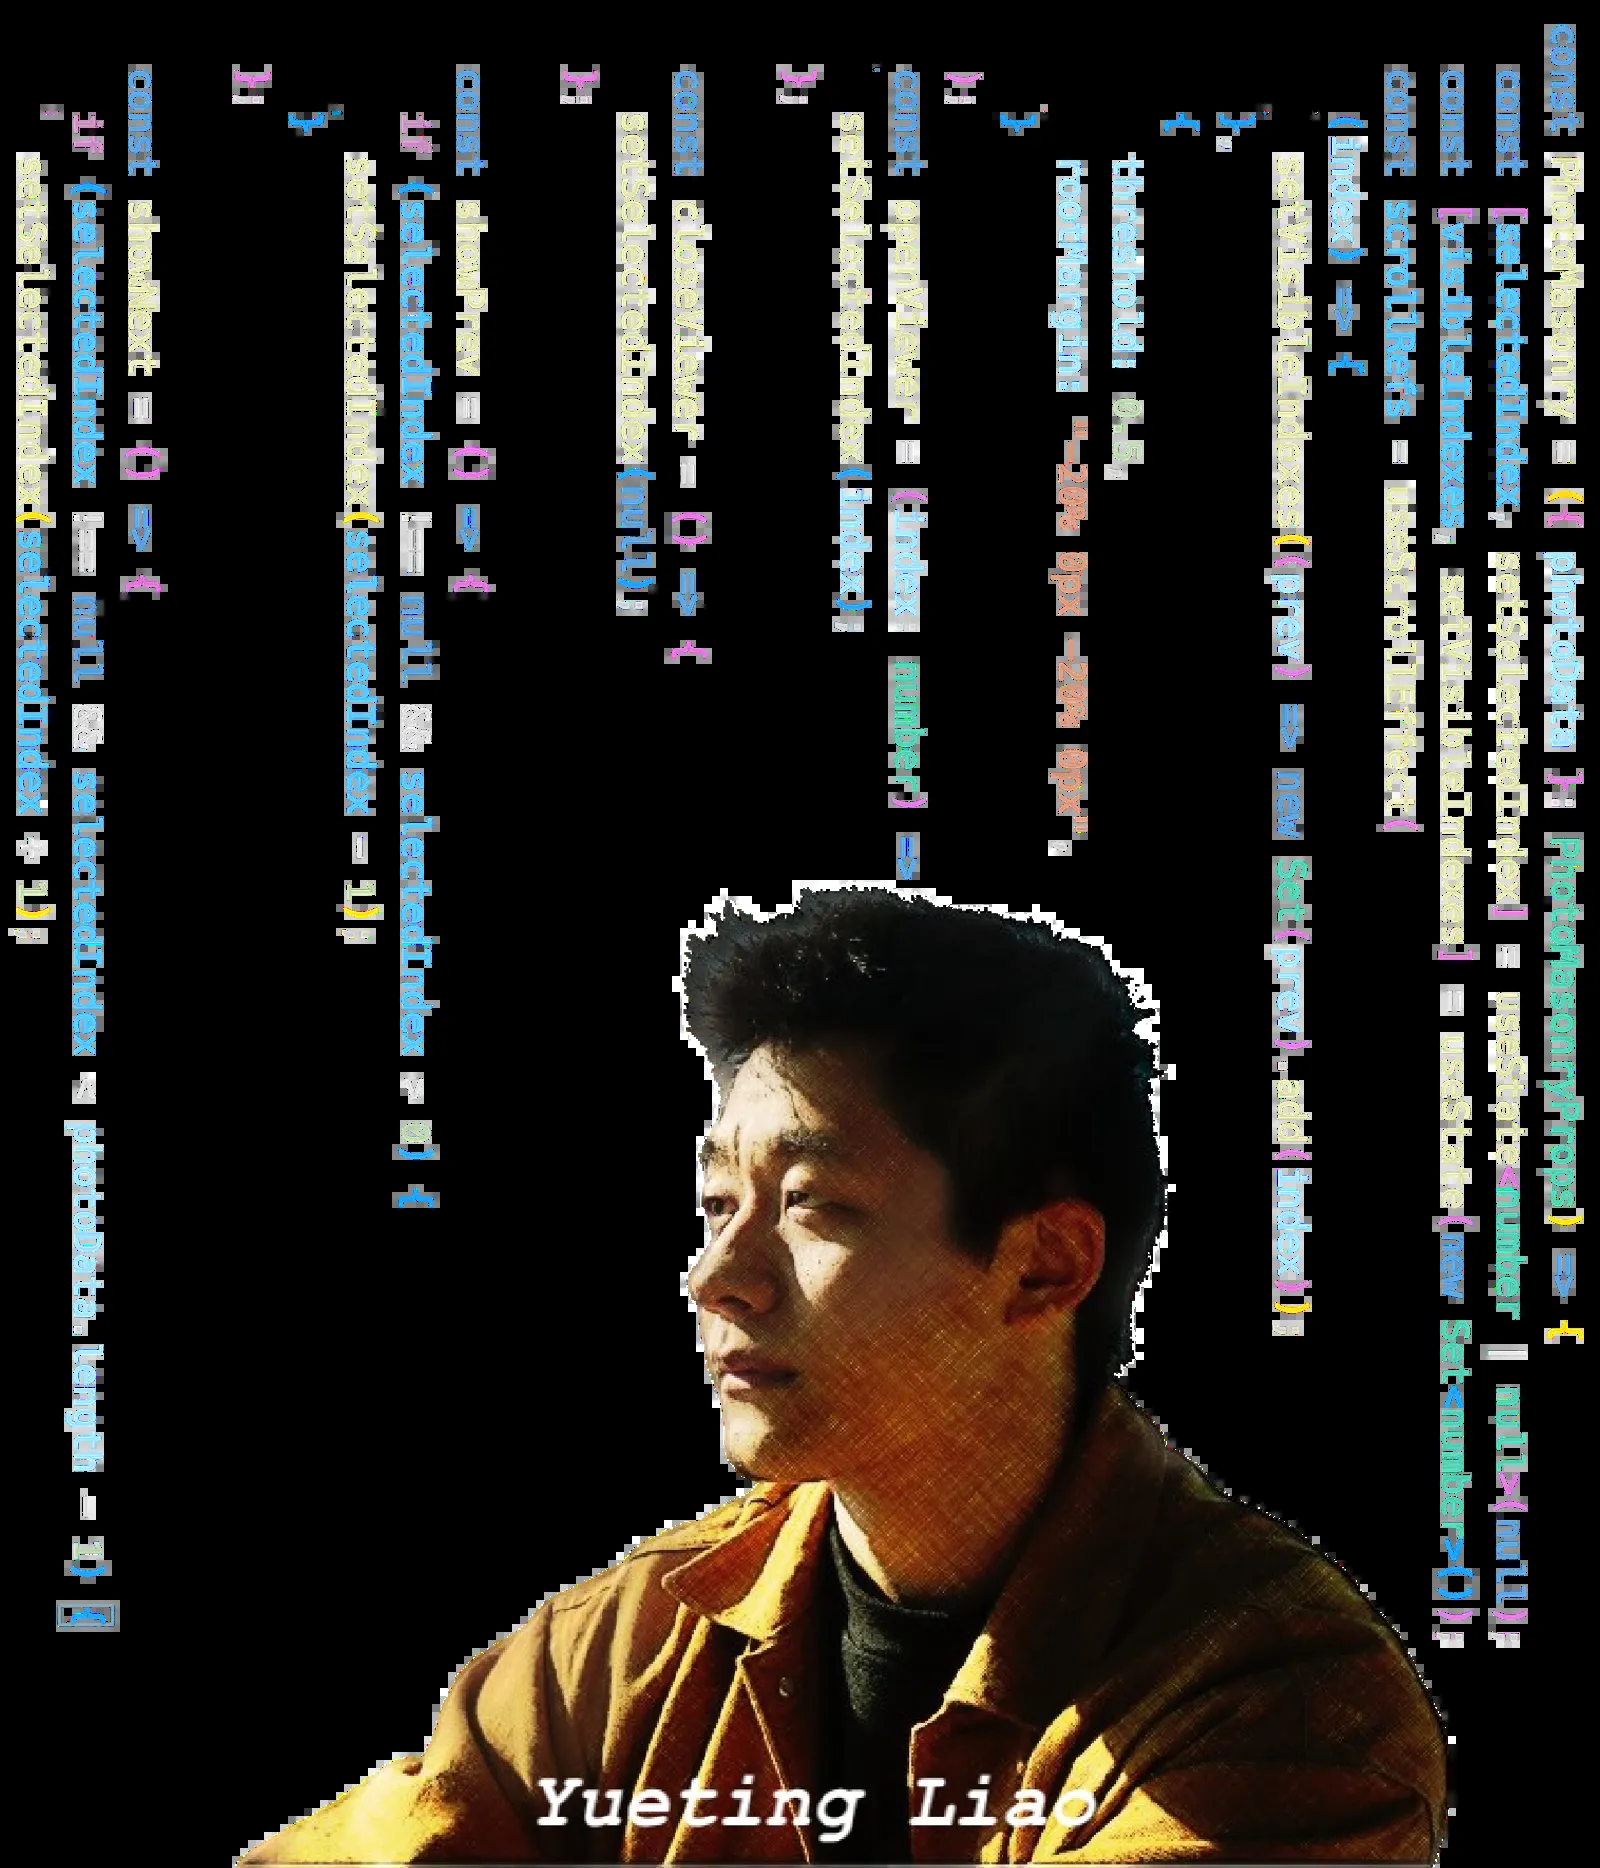 const PhotoMasonry = ({ photoData }: PhotoMasonryProps) => {
const [selectedIndex, setSelectedIndex] = useState<number | null>(null);
const [visibleIndexes, setVisibleIndexes] = useState(new Set<number>());
const scrollRefs = useScrollEffect(
(index) => {
setVisibleIndexes((prev) => new Set(prev).add(index));
},
{
threshold: 0.5,
rootMargin: "-20% 0px -20% 0px",
}
);
const openViewer = (index: number) =>
setSelectedIndex(index);
};
const closeViewer = () => {
setSelectedIndex(null);
};
const showPrev = () => {
if (selectedIndex !== null && selectedIndex > 0) {
setSelectedIndex(selectedIndex - 1);
}
};
const showNext = () => {
if (selectedIndex !== null && selectedIndex < photoData.length - 1) {
setSelectedIndex(selectedIndex + 1);
Yueting Liao